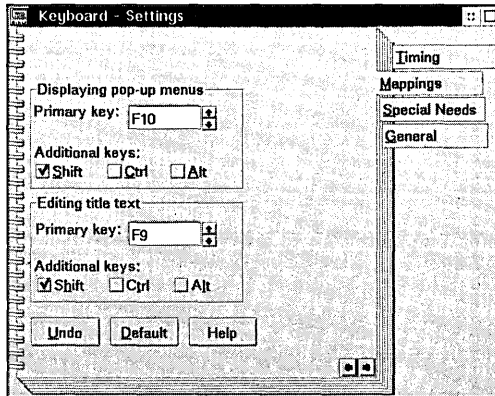 Keyboard - Settings
Timing
Mappings
Special Needs
General
Displaying pop-up menus
Primary key: F10
Additional keys:
Shift Ctrl Alt
Editing title text
Primary key: F9
Additional keys:
Shift Ctrl Alt
Undo Default Help